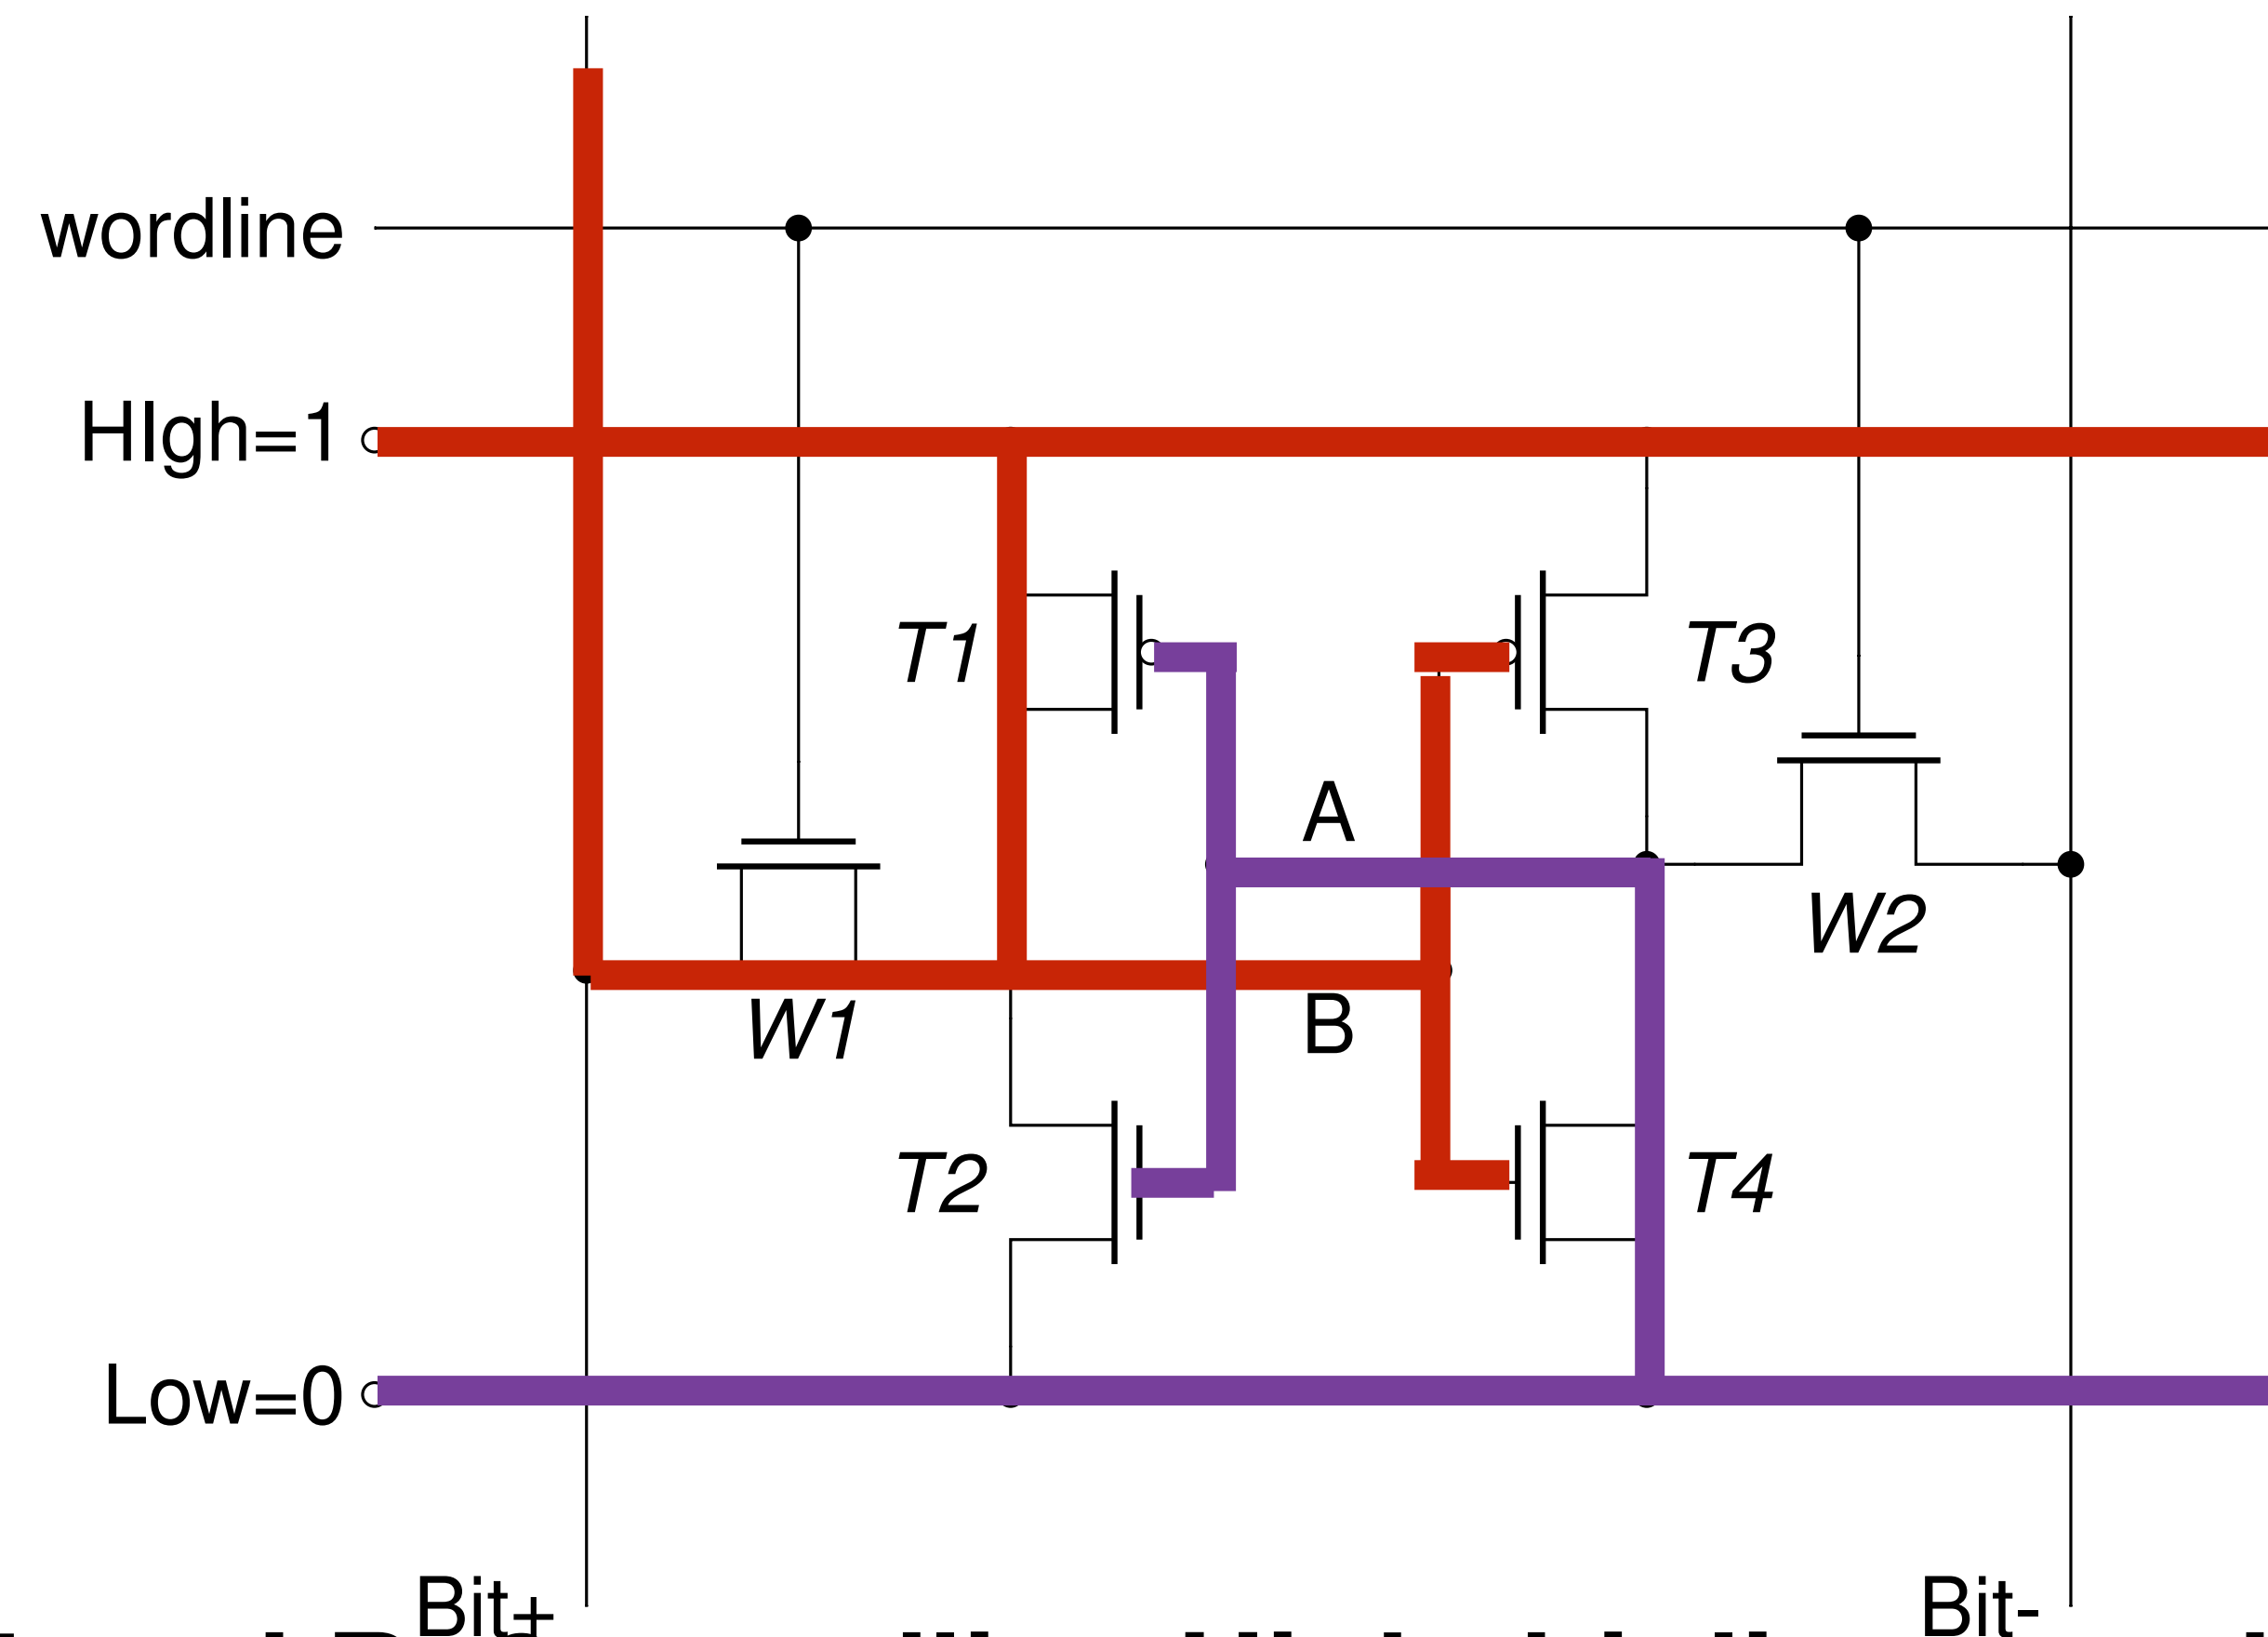 wordline
HIgh=1
T1
T3
A
W2
B
W1
T2
T4
Low=0
Bit+
Bit-